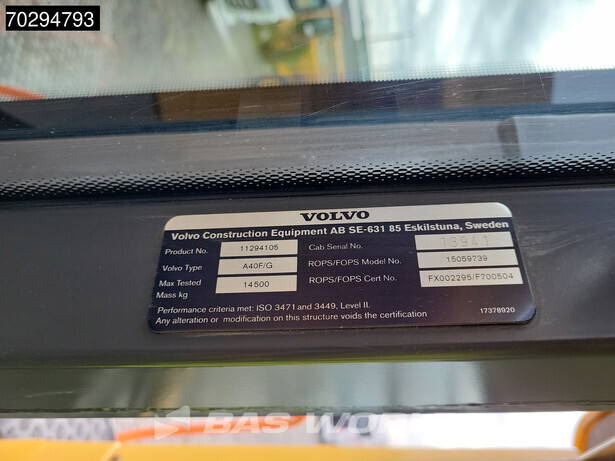 70294793
VOLVO
Volvo Construction Equipment AB SE-631 85 Eskilstuna, Sweden
Product No. 11294105 Cab Serial No. 13941
Volvo Type A40F/G ROPS/FOPS Model No. 15059739
Max Tested Mass kg 14500 ROPS/FOPS Cert No. FX002295/F700504
Performance criteria met: ISO 3471 and 3449, Level II.
Any alteration or modification on this structure voids the certification 17378920
BAS WORLD